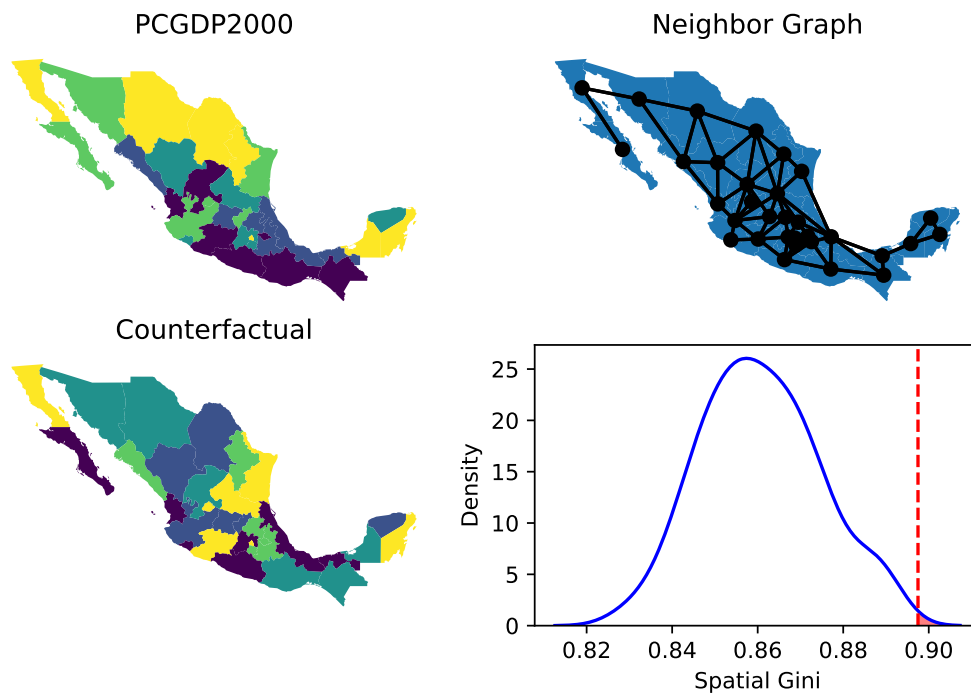 PCGDP2000
Neighbor Graph
Counterfactual
25
20
15
10
5
0
Density
0.82 0.84 0.86 0.88 0.90
Spatial Gini